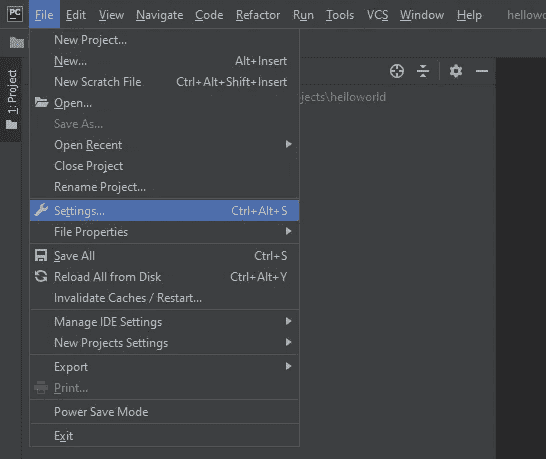 PC File Edit View Navigate Code Refactor Run Tools VCS Window Help hellow
1: Project
New Project...
New... Alt+Insert
New Scratch File Ctrl+Alt+Shift+Insert
Open...
jects\helloworld
Save As...
Open Recent
Close Project
Rename Project...
Settings... Ctrl+Alt+S
File Properties
Save All Ctrl+S
Reload All from Disk Ctrl+Alt+Y
Invalidate Caches / Restart...
Manage IDE Settings
New Projects Settings
Export
Print...
Power Save Mode
Exit